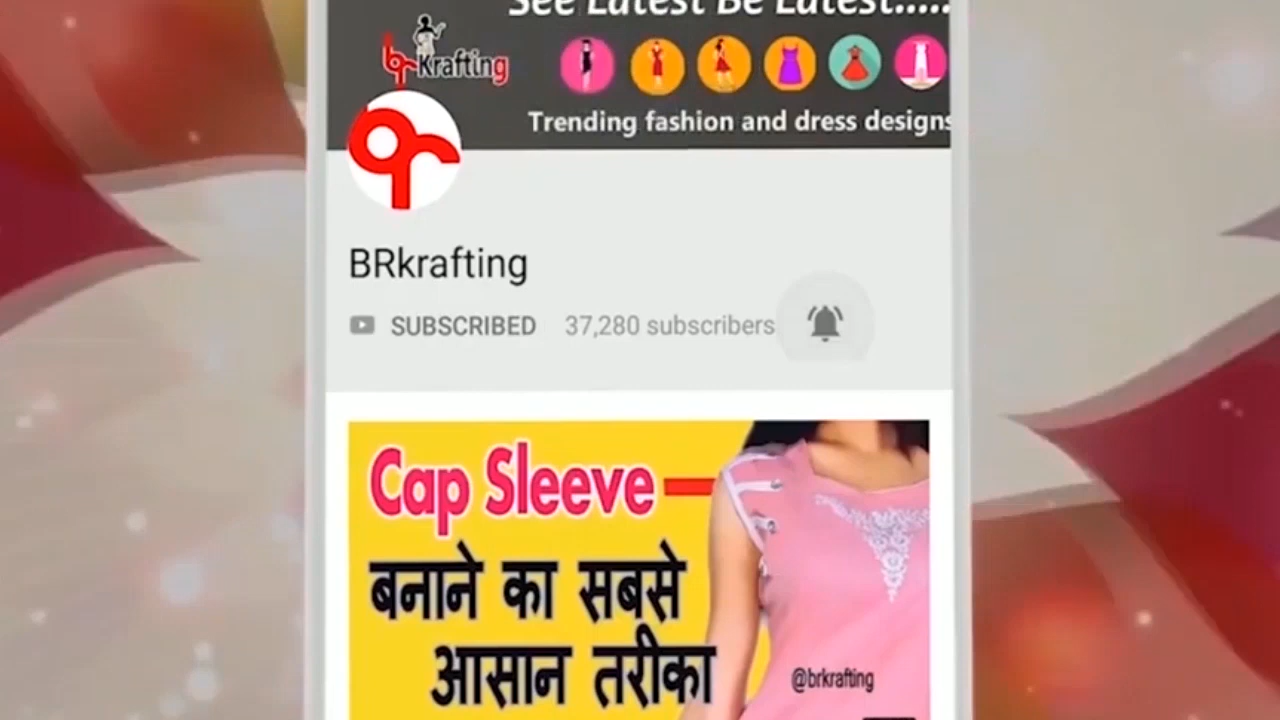 See Latest Be Latest.....
br Krafting
Trending fashion and dress designs
BRkrafting
SUBSCRIBED 37,280 subscribers
Cap Sleeve
बनाने का सबसे
आसान तरीका
@brkrafting